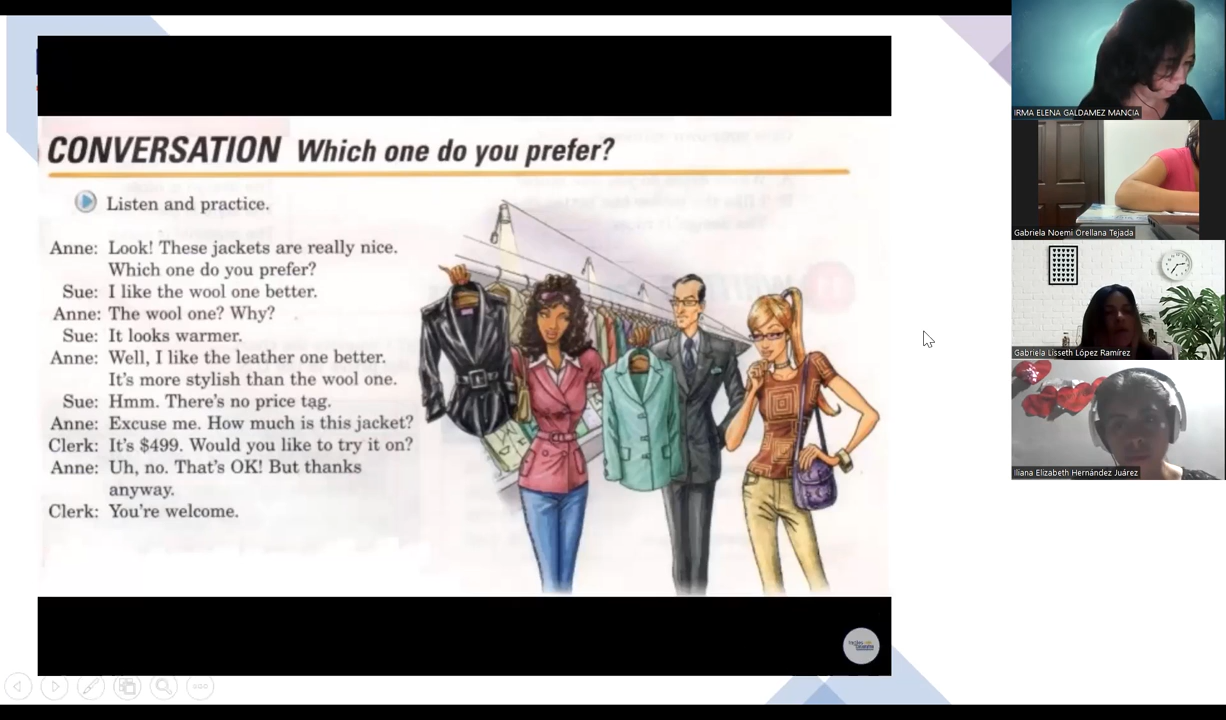 CONVERSATION Which one do you prefer?
Listen and practice.
Anne: Look! These jackets are really nice.
Which one do you prefer?
Sue: I like the wool one better.
Anne: The wool one? Why?
Sue: It looks warmer.
Anne: Well, I like the leather one better.
It's more stylish than the wool one.
Sue: Hmm. There's no price tag.
Anne: Excuse me. How much is this jacket?
Clerk: It's $499. Would you like to try it on?
Anne: Uh, no. That's OK! But thanks
anyway.
Clerk: You're welcome.
IRMA ELENA GALDAMEZ MANCIA
Gabriela Noemi Orellana Tejada
Gabriela Lisseth López Ramírez
Iliana Elizabeth Hernández Juárez